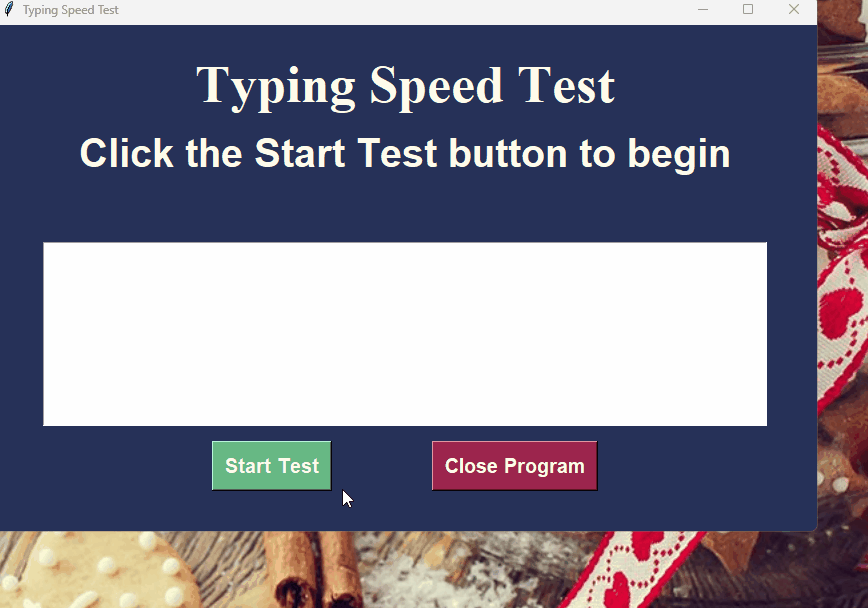 Typing Speed Test
Typing Speed Test
Click the Start Test button to begin
Start Test
Close Program